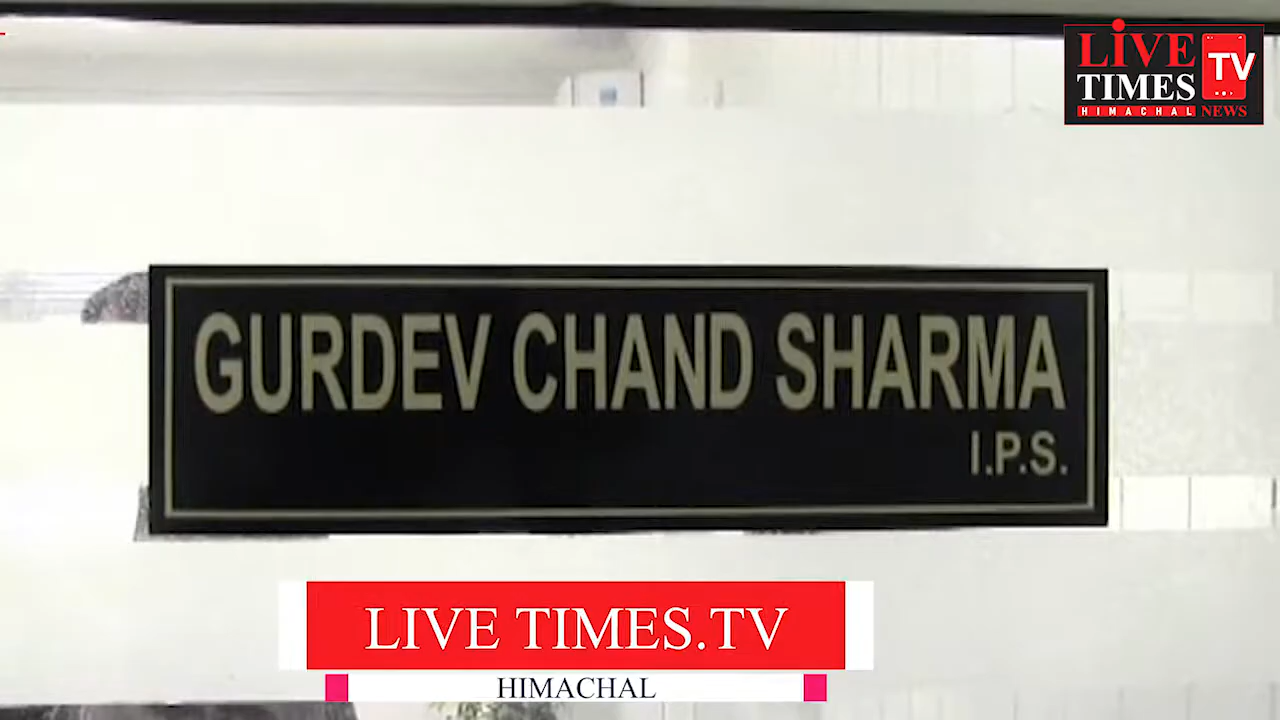 LiVE
TIMES
TV
HIMACHAL NEWS
GURDEV CHAND SHARMA
I.P.S.
LIVE TIMES.TV
HIMACHAL